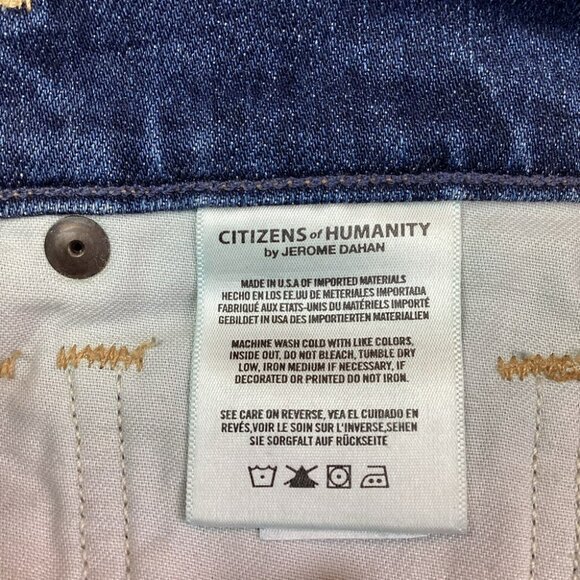 CITIZENS of HUMANITY
by JEROME DAHAN
MADE IN U.S.A OF IMPORTED MATERIALS
HECHO EN LOS EE.UU DE METERIALES IMPORTADA
FABRIQUÉ AUX ETATS-UNIS DU MATÉRIELS IMPORTÉ
GEBILDET IN USA DES IMPORTIERTEN MATERIALIEN
MACHINE WASH COLD WITH LIKE COLORS,
INSIDE OUT, DO NOT BLEACH, TUMBLE DRY
LOW, IRON MEDIUM IF NECESSARY, IF
DECORATED OR PRINTED DO NOT IRON.
SEE CARE ON REVERSE, VEA EL CUIDADO EN
REVÉS,VOIR LE SOIN SUR L'INVERSE,SEHEN
SIE SORGFALT AUF RÜCKSEITE